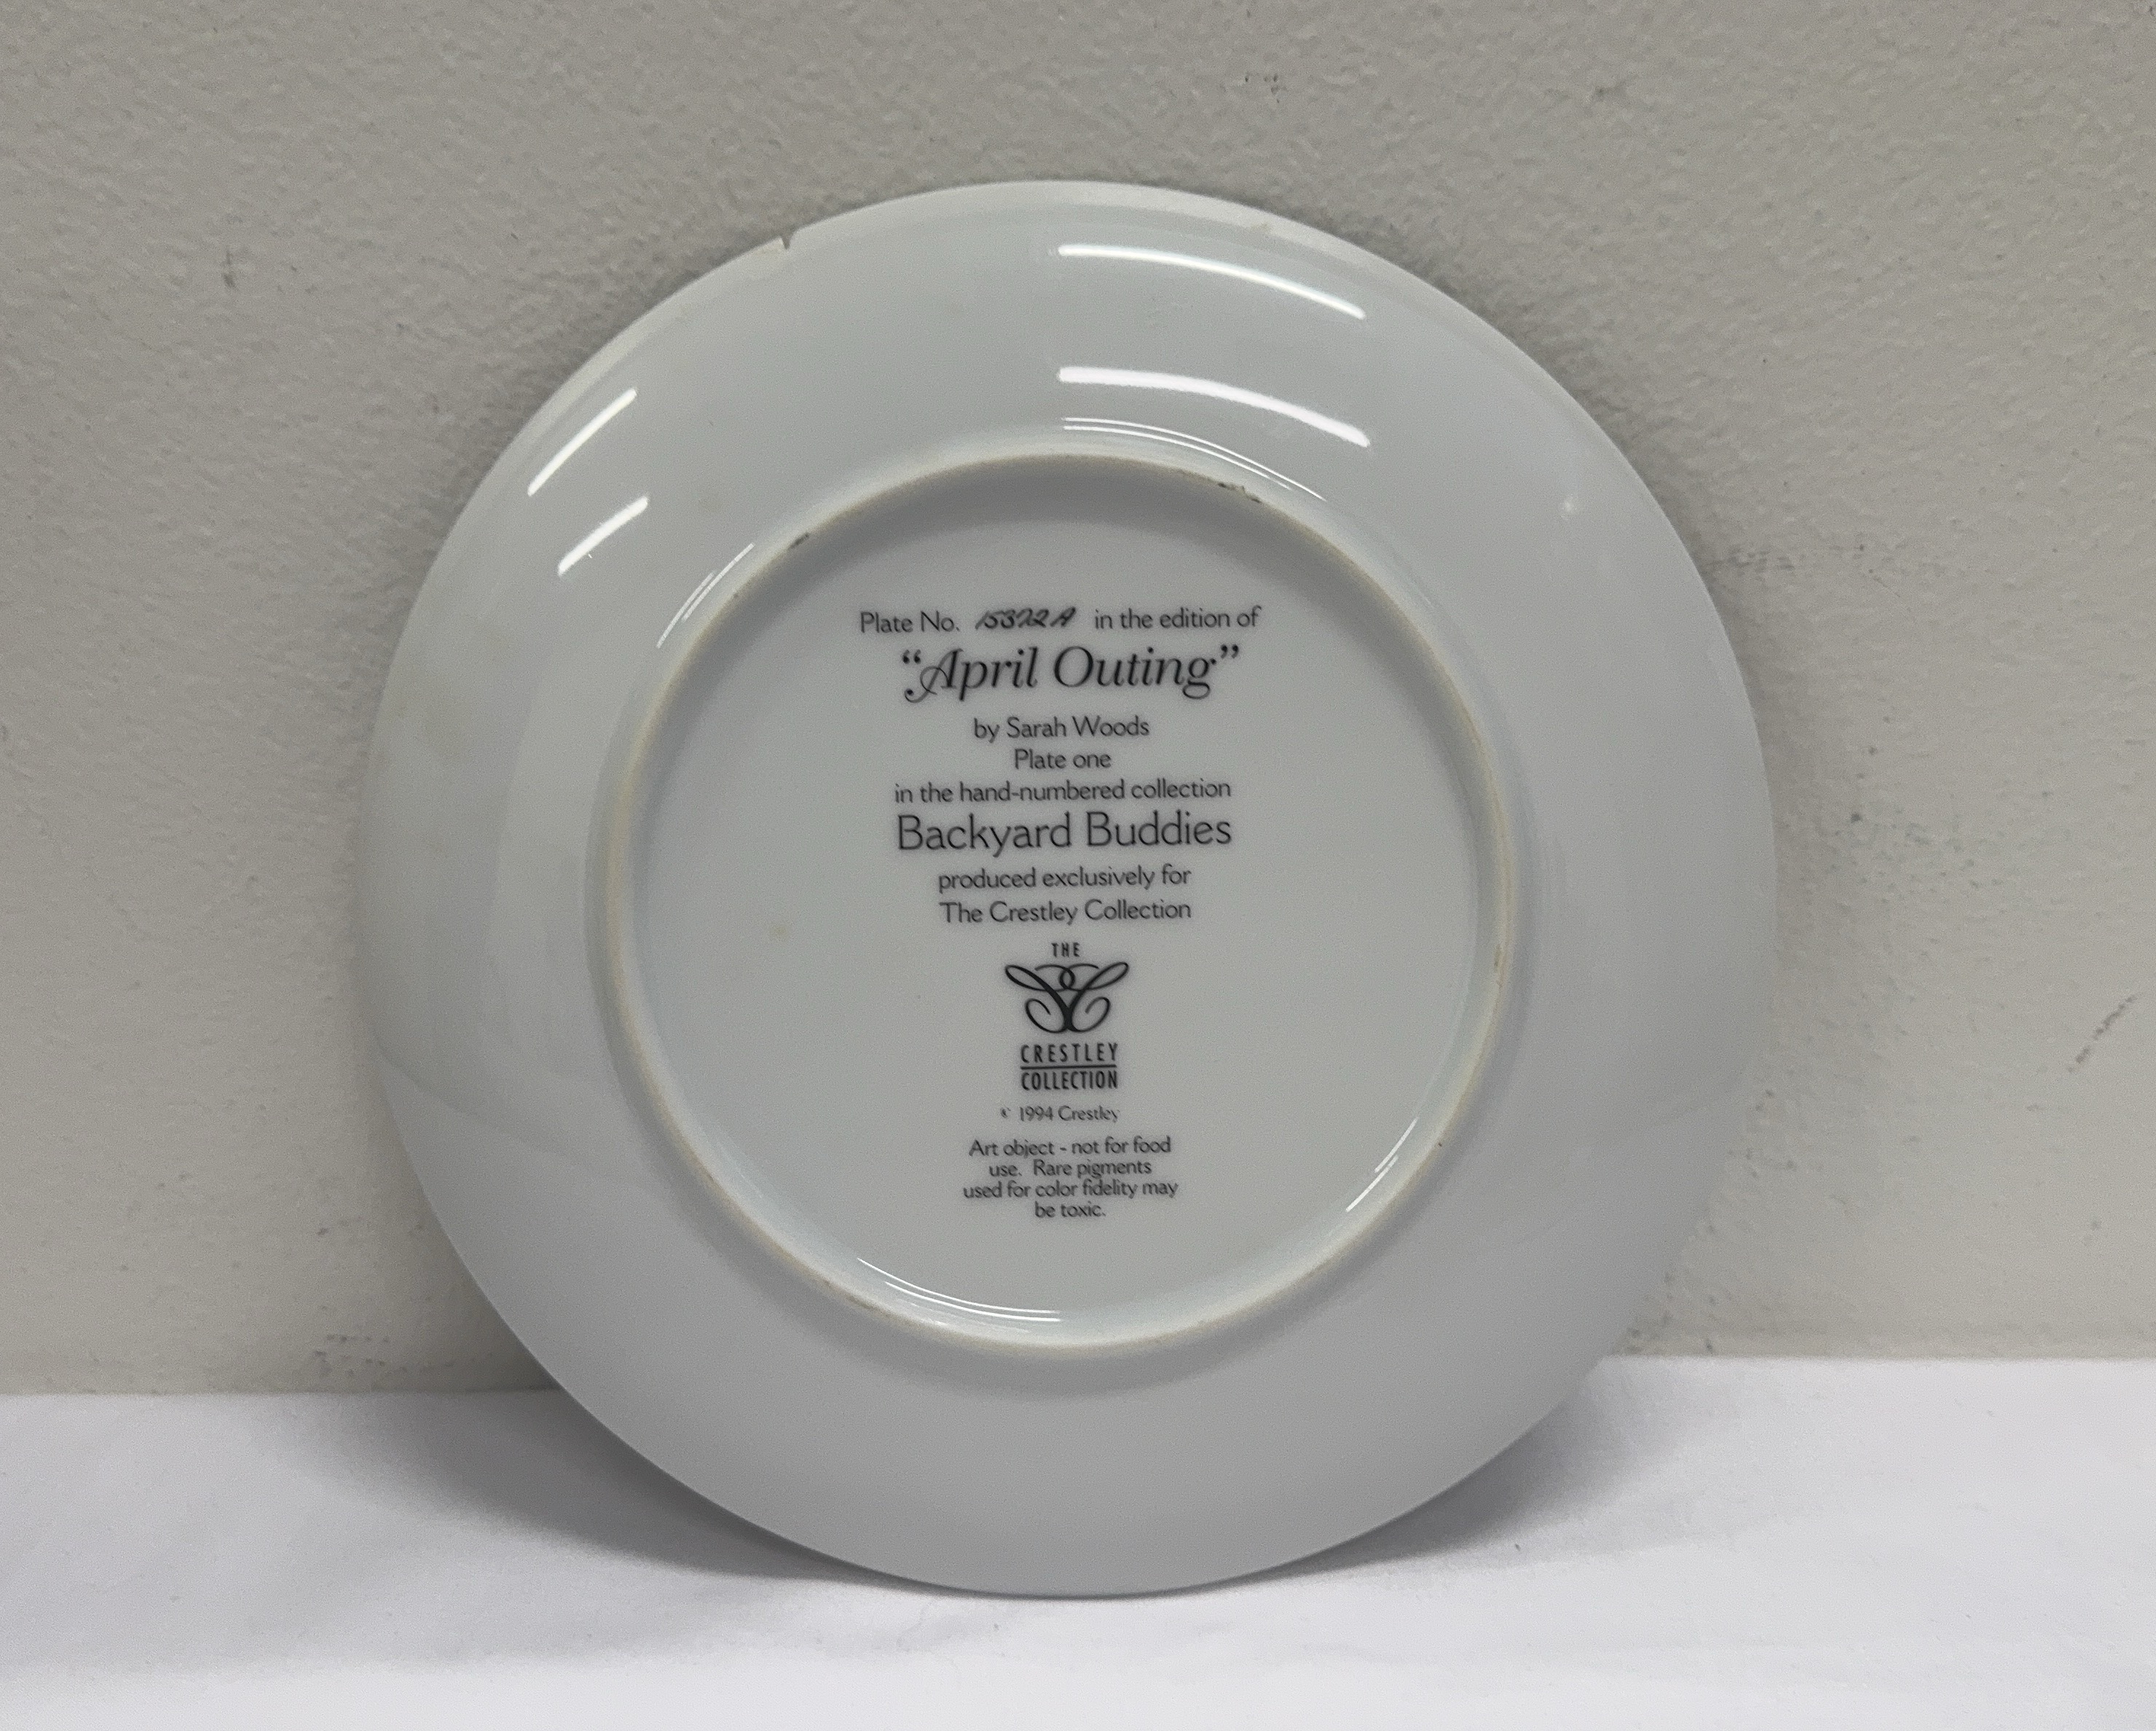 Plate No. 15372A in the edition of
“April Outing”
by Sarah Woods
Plate one
in the hand-numbered collection
Backyard Buddies
produced exclusively for
The Crestley Collection
THE
CRESTLEY
COLLECTION
© 1994 Crestley
Art object - not for food
use. Rare pigments
used for color fidelity may
be toxic.